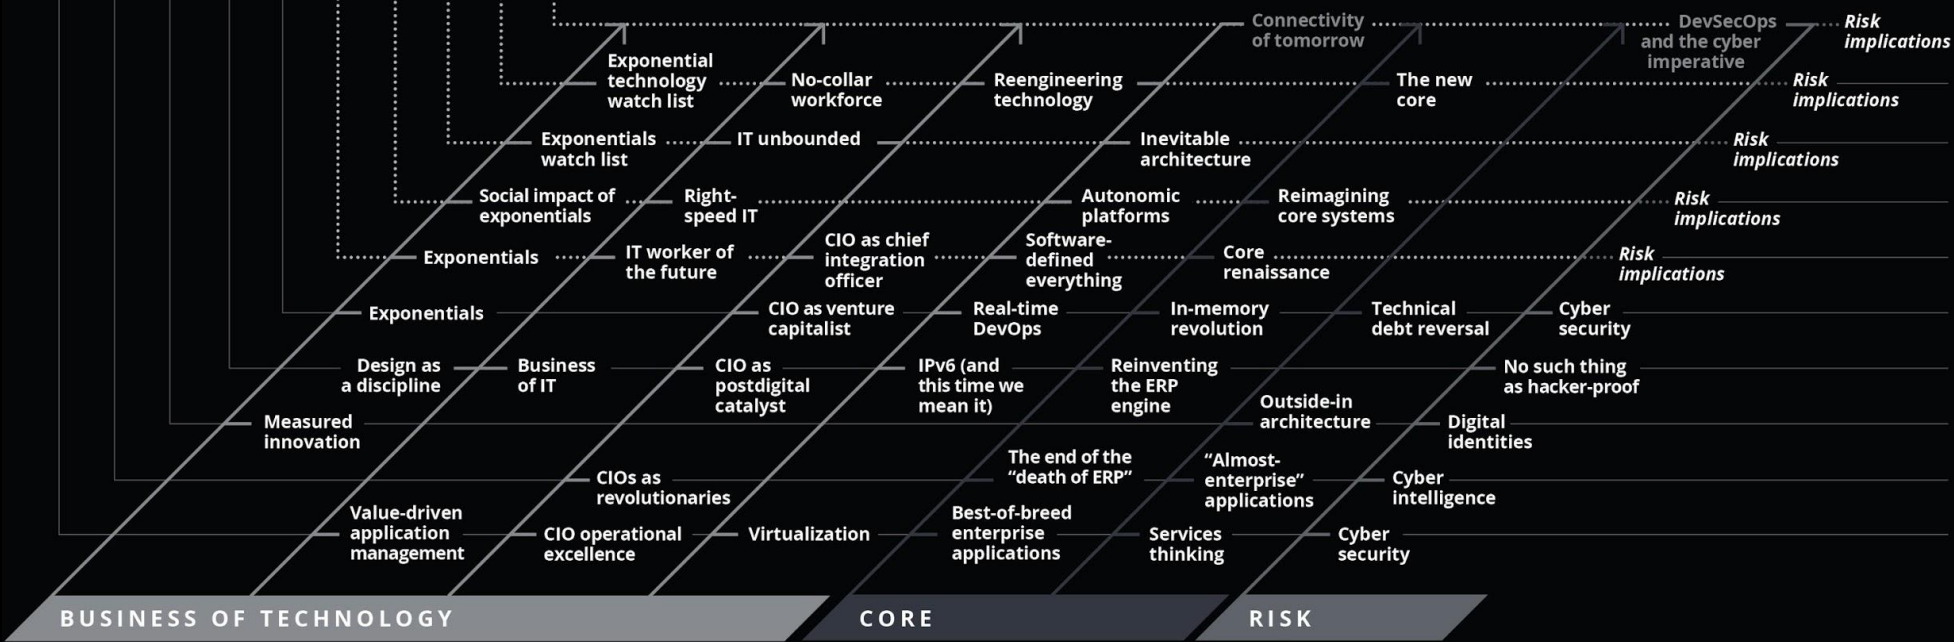 Connectivity
of tomorrow
DevSecOps
and the cyber
imperative
Risk
implications
Exponential
technology
watch list
No-collar
workforce
Reengineering
technology
The new
core
Risk
implications
Exponentials
watch list
IT unbounded
Inevitable
architecture
Risk
implications
Social impact of
exponentials
Right-
speed IT
Autonomic
platforms
Reimagining
core systems
Risk
implications
Exponentials
IT worker of
the future
CIO as chief
integration
officer
Software-
defined
everything
Core
renaissance
Risk
implications
Exponentials
CIO as venture
capitalist
Real-time
DevOps
In-memory
revolution
Technical
debt reversal
Cyber
security
Design as
a discipline
Business
of IT
CIO as
postdigital
catalyst
IPv6 (and
this time we
mean it)
Reinventing
the ERP
engine
No such thing
as hacker-proof
Measured
innovation
Outside-in
architecture
Digital
identities
CIOs as
revolutionaries
The end of the
“death of ERP”
“Almost-
enterprise”
applications
Cyber
intelligence
Value-driven
application
management
CIO operational
excellence
Virtualization
Best-of-breed
enterprise
applications
Services
thinking
Cyber
security
BUSINESS OF TECHNOLOGY
CORE
RISK